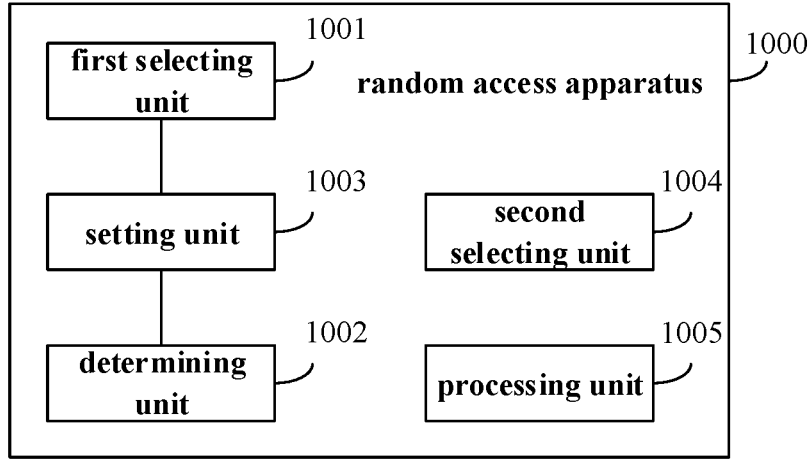 1001
first selecting
unit
random access apparatus
1000
1003
setting unit
1004
second
selecting unit
1002
determining
unit
1005
processing unit